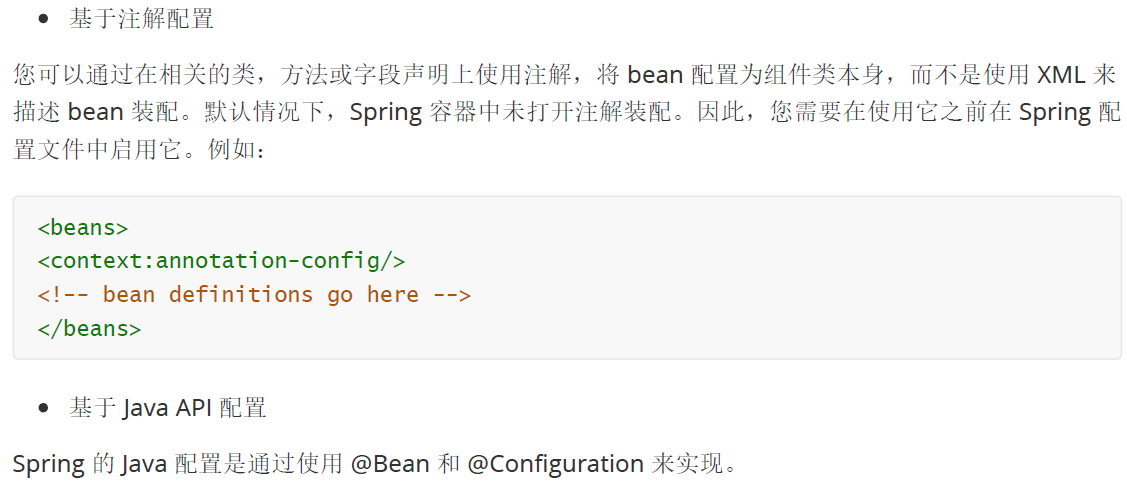 • 基于注解配置
您可以通过在相关的类，方法或字段声明上使用注解，将 bean 配置为组件类本身，而不是使用 XML 来
描述 bean 装配。默认情况下，Spring 容器中未打开注解装配。因此，您需要在使用它之前在 Spring 配
置文件中启用它。例如：
<beans>
<context:annotation-config/>
<!-- bean definitions go here -->
</beans>
• 基于 Java API 配置
Spring 的 Java 配置是通过使用 @Bean 和 @Configuration 来实现。